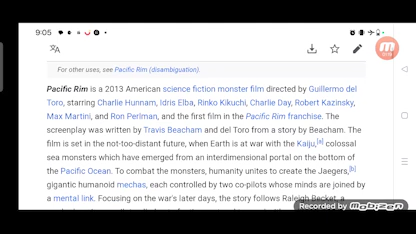 9:05
For other uses, see Pacific Rim (disambiguation).
Pacific Rim is a 2013 American science fiction monster film directed by Guillermo del
Toro, starring Charlie Hunnam, Idris Elba, Rinko Kikuchi, Charlie Day, Robert Kazinsky,
Max Martini, and Ron Perlman, and the first film in the Pacific Rim franchise. The
screenplay was written by Travis Beacham and del Toro from a story by Beacham. The
film is set in the not-too-distant future, when Earth is at war with the Kaiju,[a] colossal
sea monsters which have emerged from an interdimensional portal on the bottom of
the Pacific Ocean. To combat the monsters, humanity unites to create the Jaegers,[b]
gigantic humanoid mechas, each controlled by two co-pilots whose minds are joined by
a mental link. Focusing on the war's later days, the story follows Raleigh Becket, a
Recorded by MOBIZEN